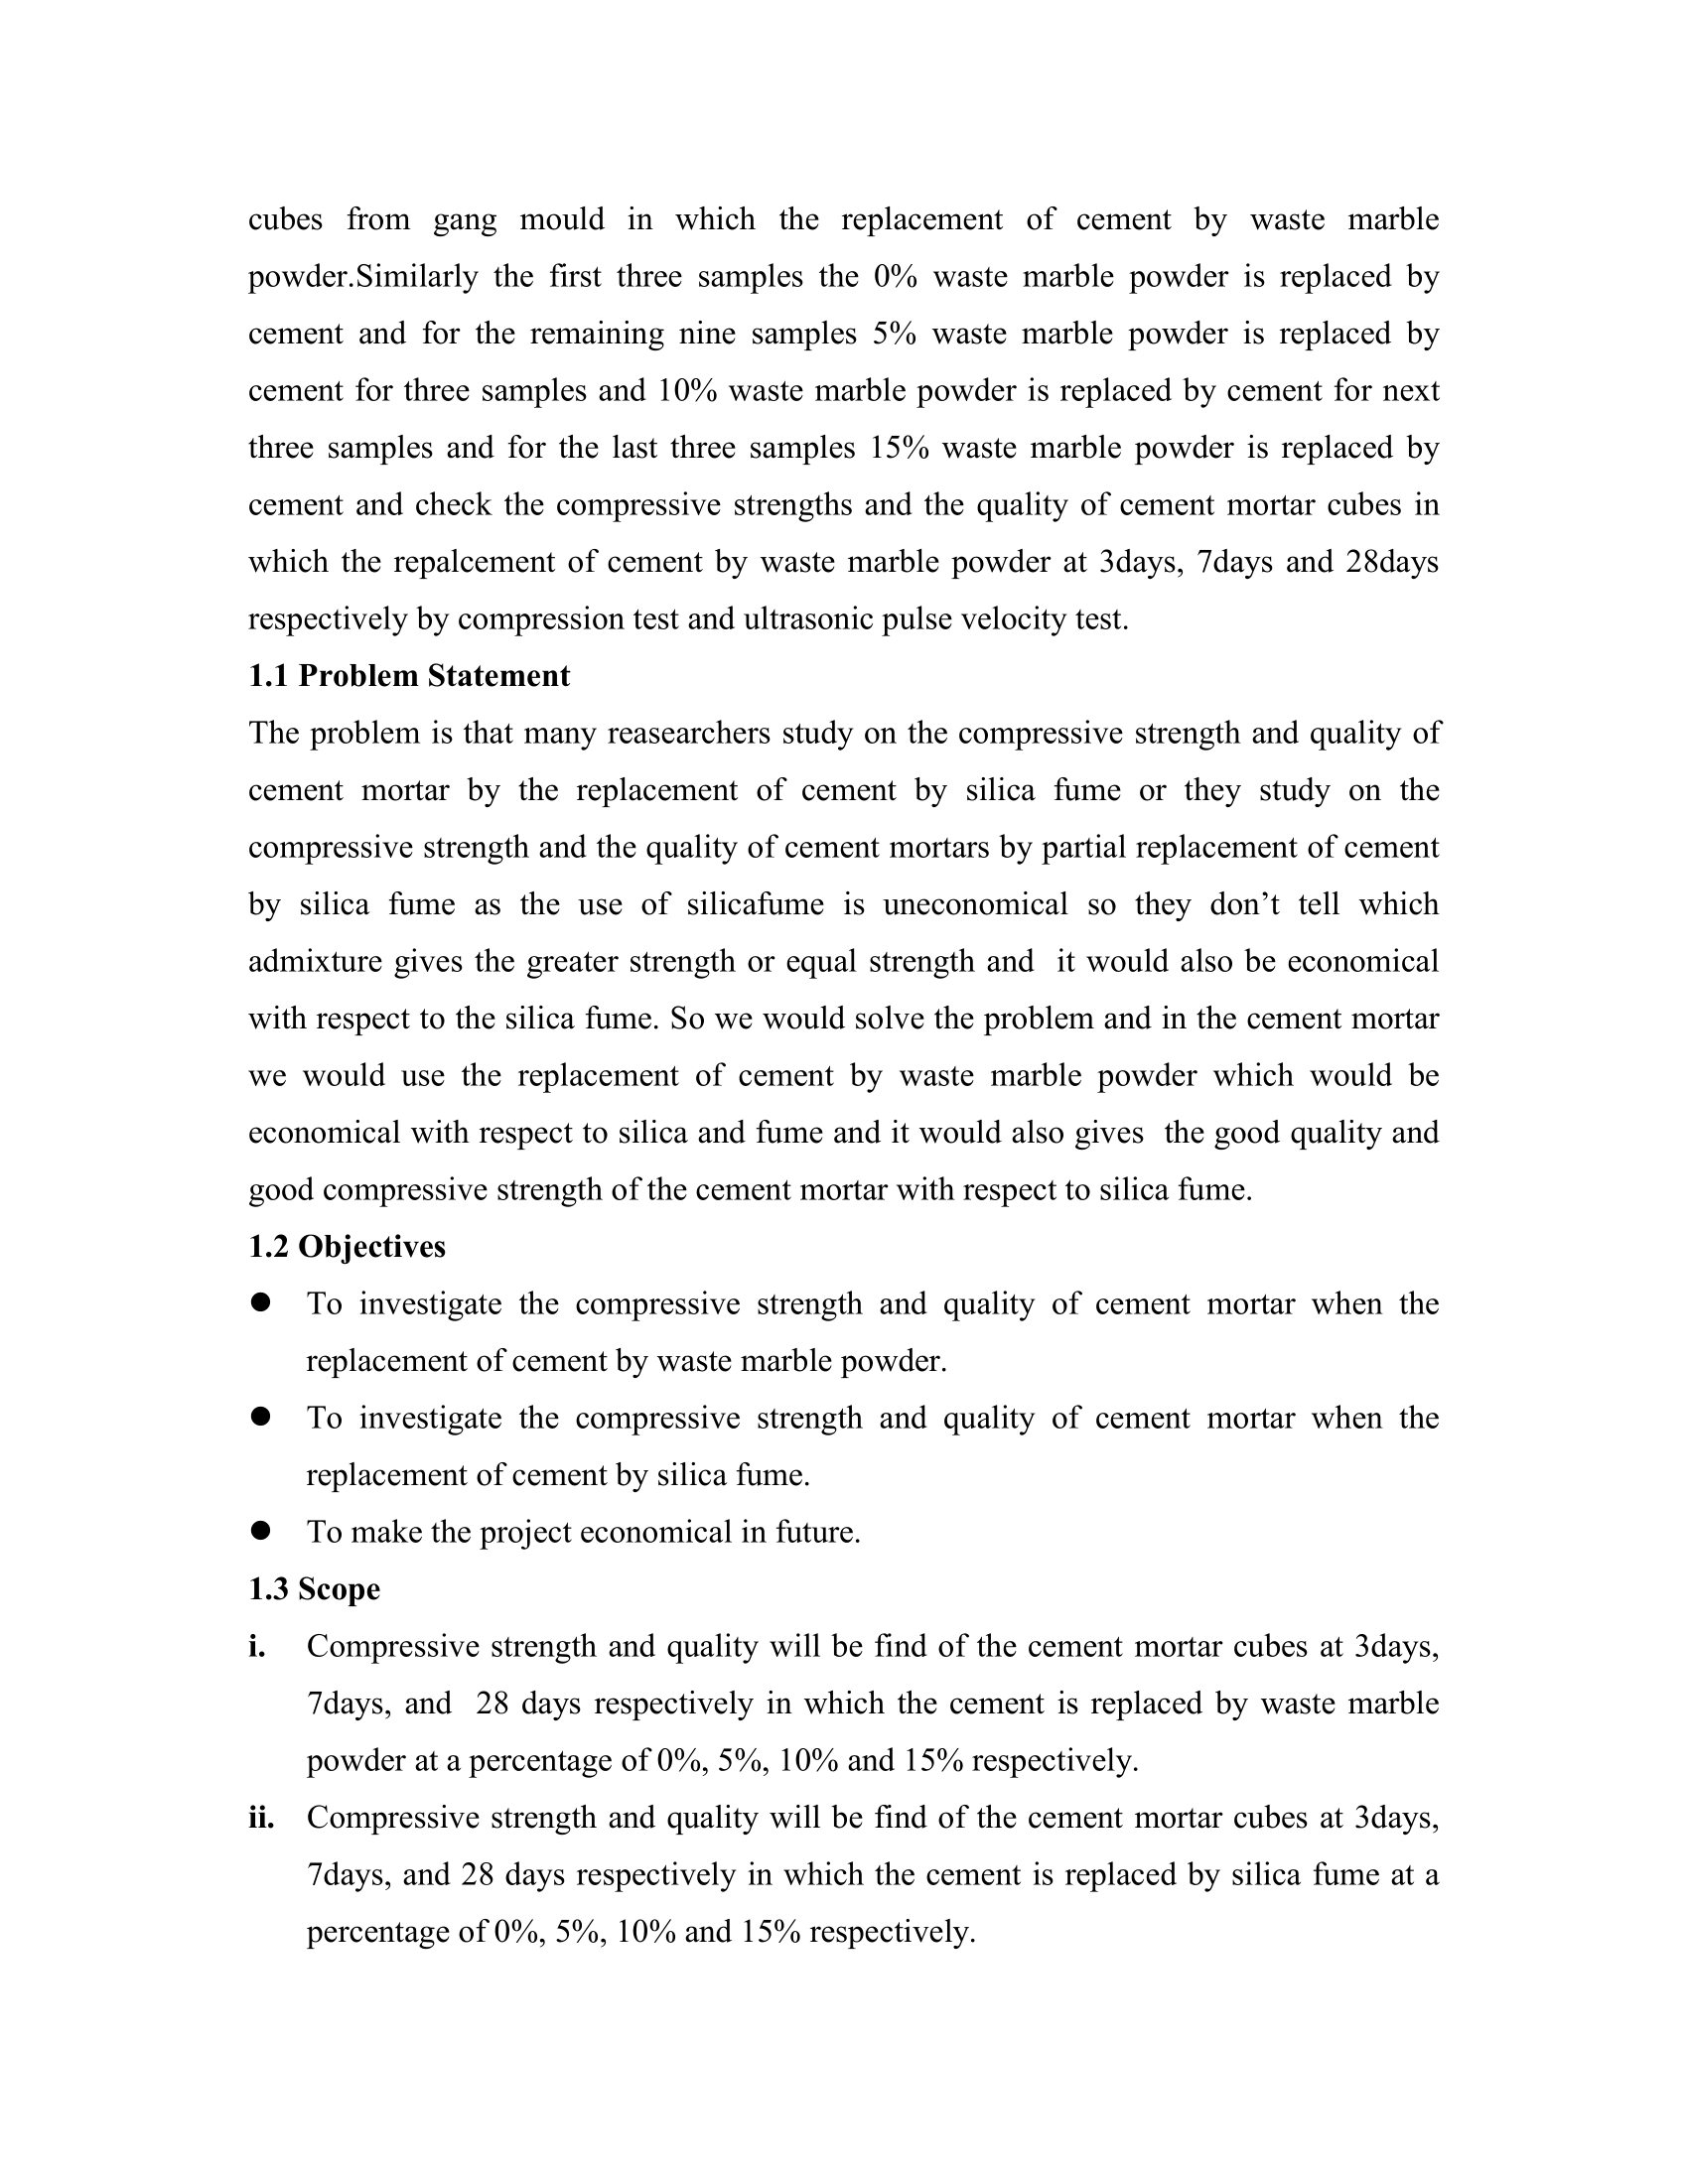 cubes from gang mould in which the replacement of cement by waste marble
powder.Similarly the first three samples the 0% waste marble powder is replaced by
cement and for the remaining nine samples 5% waste marble powder is replaced by
cement for three samples and 10% waste marble powder is replaced by cement for next
three samples and for the last three samples 15% waste marble powder is replaced by
cement and check the compressive strengths and the quality of cement mortar cubes in
which the repalcement of cement by waste marble powder at 3days, 7days and 28days
respectively by compression test and ultrasonic pulse velocity test.
1.1 Problem Statement
The problem is that many reasearchers study on the compressive strength and quality of
cement mortar by the replacement of cement by silica fume or they study on the
compressive strength and the quality of cement mortars by partial replacement of cement
by silica fume as the use of silicafume is uneconomical so they don’t tell which
admixture gives the greater strength or equal strength and  it would also be economical
with respect to the silica fume. So we would solve the problem and in the cement mortar
we would use the replacement of cement by waste marble powder which would be
economical with respect to silica and fume and it would also gives  the good quality and
good compressive strength of the cement mortar with respect to silica fume.
1.2 Objectives
● To investigate the compressive strength and quality of cement mortar when the
replacement of cement by waste marble powder.
● To investigate the compressive strength and quality of cement mortar when the
replacement of cement by silica fume.
● To make the project economical in future.
1.3 Scope
i. Compressive strength and quality will be find of the cement mortar cubes at 3days,
7days, and  28 days respectively in which the cement is replaced by waste marble
powder at a percentage of 0%, 5%, 10% and 15% respectively.
ii. Compressive strength and quality will be find of the cement mortar cubes at 3days,
7days, and 28 days respectively in which the cement is replaced by silica fume at a
percentage of 0%, 5%, 10% and 15% respectively.